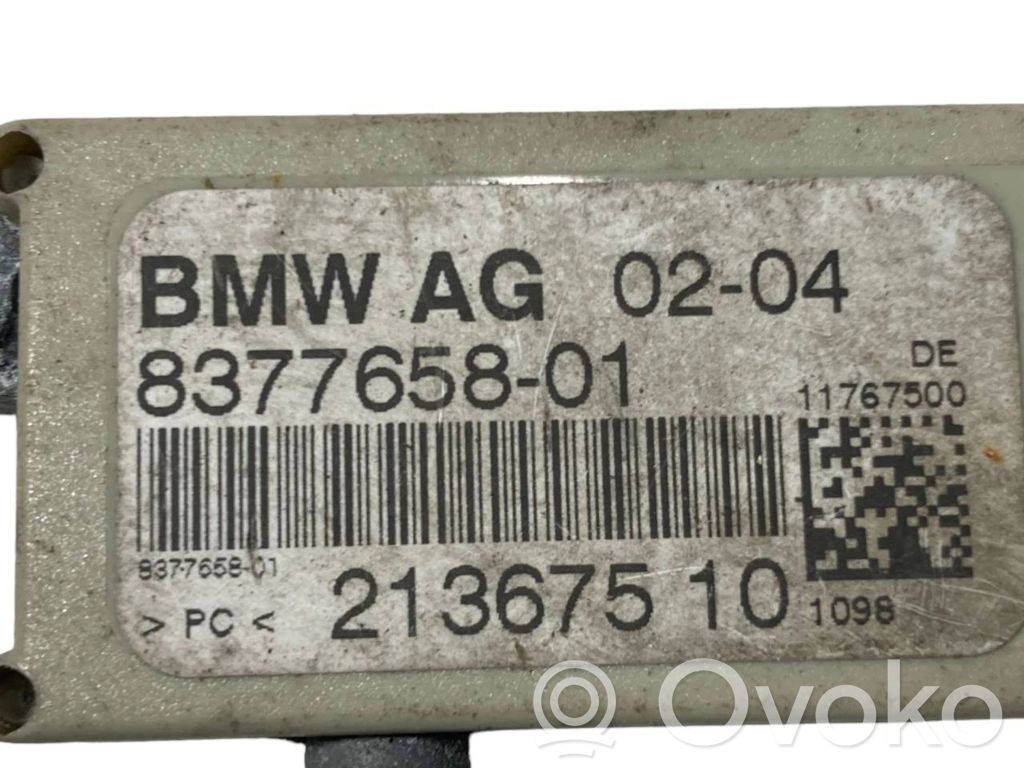 BMW AG 02-04
8377658-01
DE
11767500
8377658-01
> PC < 213675 10
1098
Ovoko